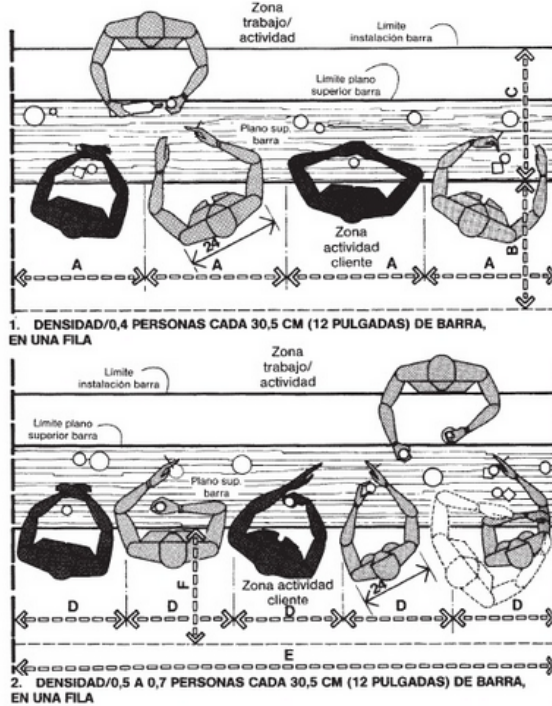 Zona
trabajo/
actividad
Límite
instalación barra
Límite plano
superior barra
C
Plano sup.
barra
24
Zona
actividad
cliente
B
A
A
A
A
1. DENSIDAD/0,4 PERSONAS CADA 30,5 CM (12 PULGADAS) DE BARRA,
EN UNA FILA
Zona
trabajo/
actividad
Límite
instalación barra
Límite plano
superior barra
Plano sup.
barra
24
F
Zona actividad
cliente
D
D
D
D
D
E
2. DENSIDAD/0,5 A 0,7 PERSONAS CADA 30,5 CM (12 PULGADAS) DE BARRA,
EN UNA FILA